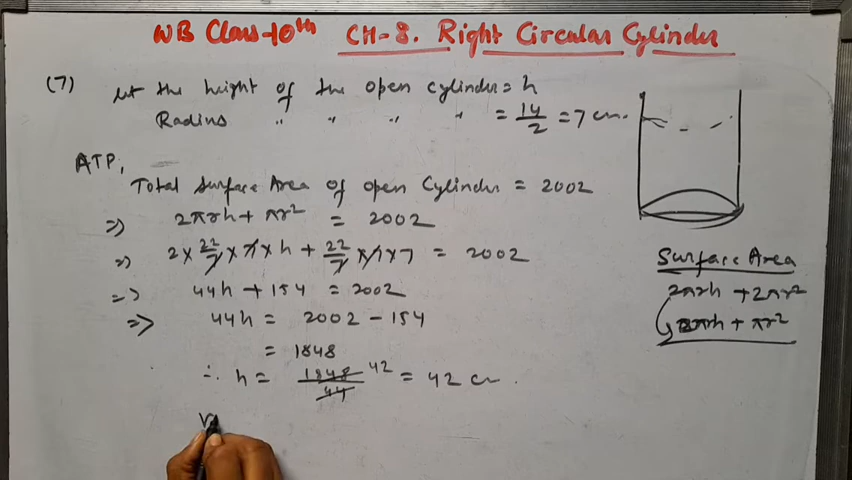 WB Class-10th CH-8. Right Circular Cylinder
(7) Let the height of the open cylinder = h
Radius " " " " = 14/2 = 7 cm.
ATP,
Total Surface Area of open Cylinder = 2002
⇒ 2πrh + πr² = 2002
⇒ 2 × 22/7 × 7 × h + 22/7 × 7 × 7 = 2002
⇒ 44h + 154 = 2002
⇒ 44h = 2002 - 154
= 1848
∴ h = 1848/44 42 = 42 cm.
V
Surface Area
2πrh + 2πr²
2πrh + πr²